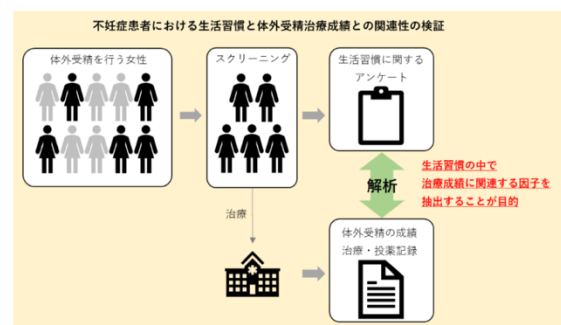 不妊症患者における生活習慣と体外受精治療成績との関連性の検証
体外受精を行う女性
スクリーニング
生活習慣に関する
アンケート
解析
生活習慣の中で
治療成績に関連する因子を
抽出することが目的
治療
体外受精の成績
治療・投薬記録